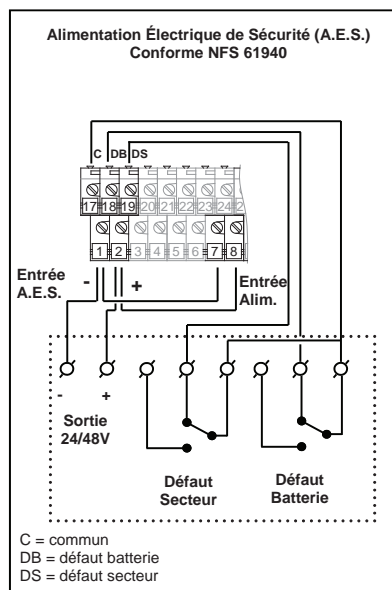 Alimentation Électrique de Sécurité (A.E.S.)
Conforme NFS 61940
C DB DS
17 18 19 20 21 22 23 24 2
1 2 3 4 5 6 7 8
Entrée
A.E.S.
- +
Entrée
Alim.
- +
Sortie
24/48V
Défaut
Secteur
Défaut
Batterie
C = commun
DB = défaut batterie
DS = défaut secteur